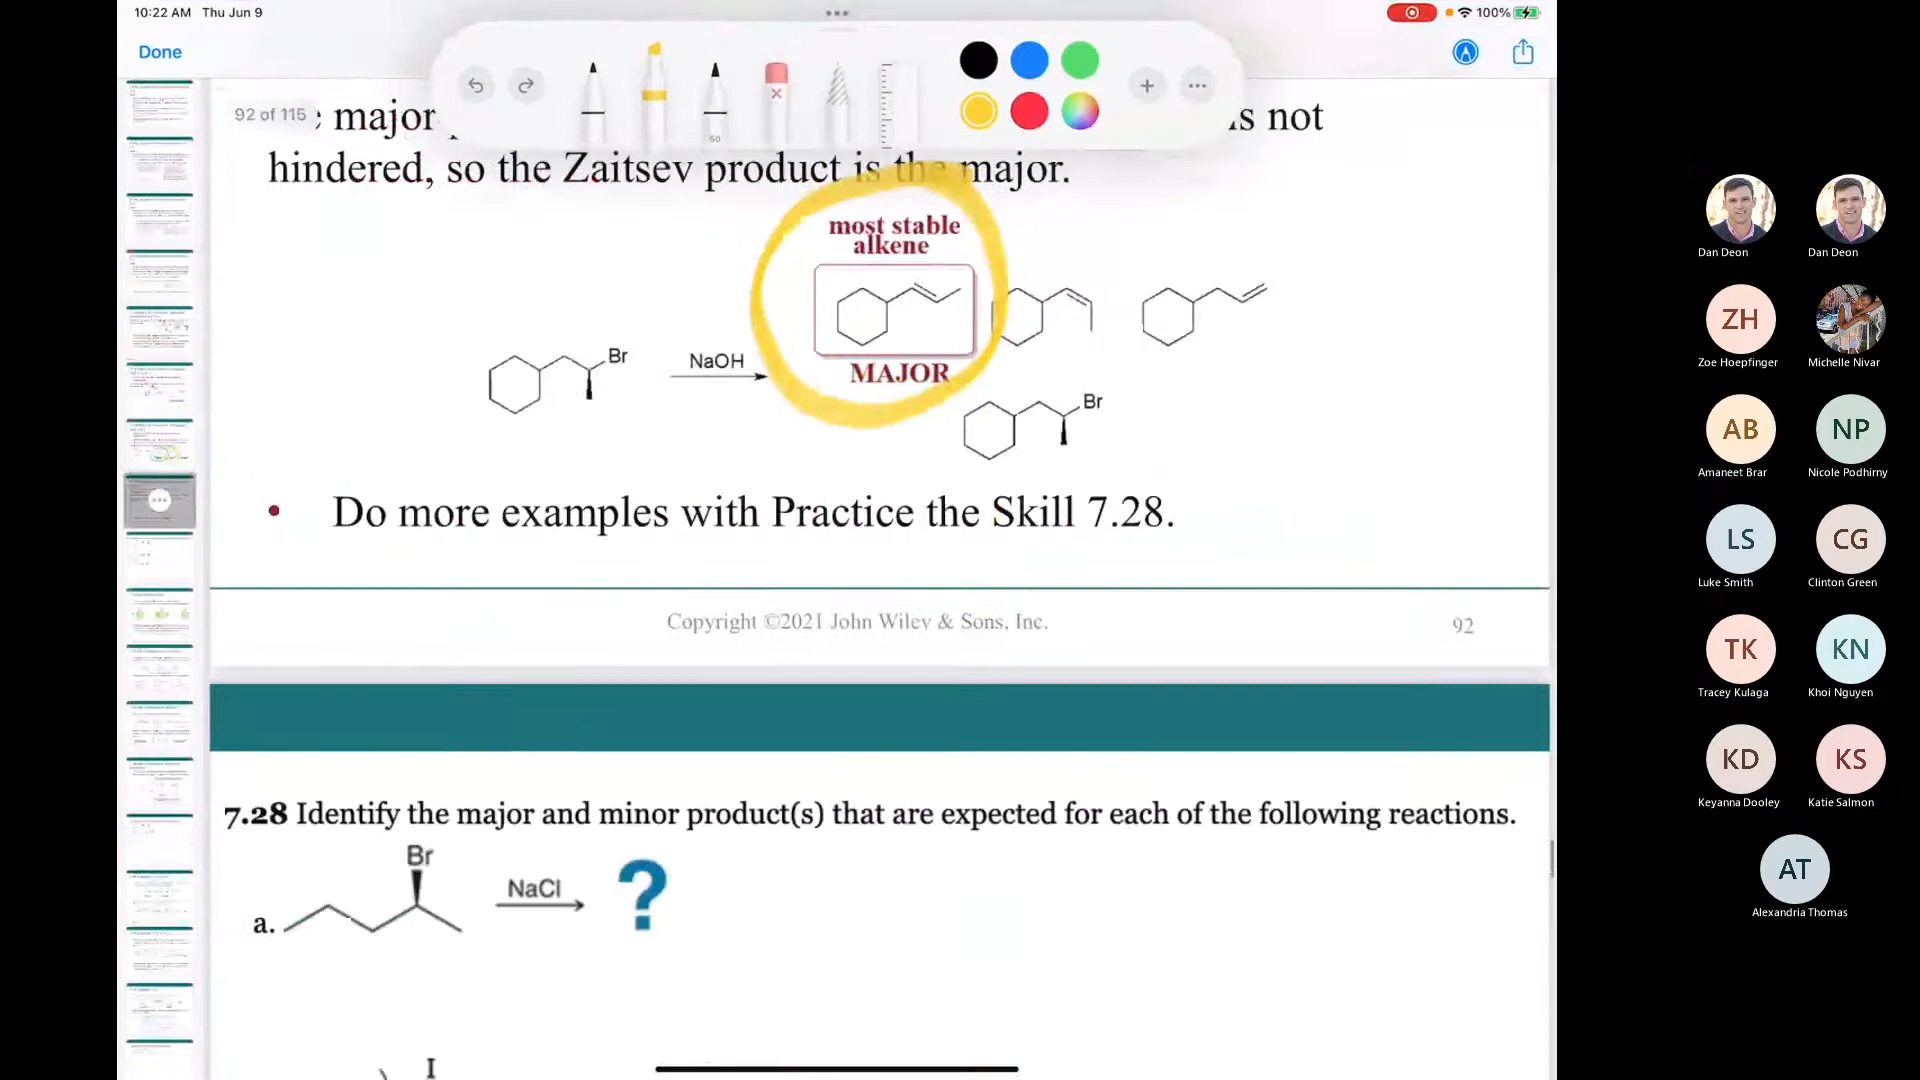 10:22 AM Thu Jun 9
100%
Done
50
92 of 115
major
s not
hindered, so the Zaitsev product is the major.
most stable
alkene
Br
NaOH
MAJOR
Br
• Do more examples with Practice the Skill 7.28.
Copyright ©2021 John Wiley & Sons, Inc.
92
7.28 Identify the major and minor product(s) that are expected for each of the following reactions.
Br
NaCl
?
a.
I
Dan Deon
Dan Deon
ZH
Zoe Hoepfinger
Michelle Nivar
AB
Amaneet Brar
NP
Nicole Podhirny
LS
Luke Smith
CG
Clinton Green
TK
Tracey Kulaga
KN
Khoi Nguyen
KD
Keyanna Dooley
KS
Katie Salmon
AT
Alexandria Thomas